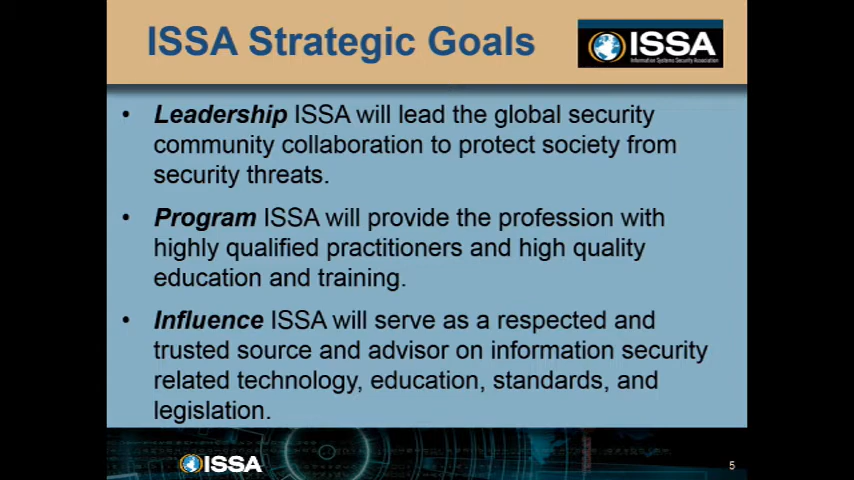 ISSA Strategic Goals
ISSA
Information Systems Security Association
• Leadership ISSA will lead the global security
community collaboration to protect society from
security threats.
• Program ISSA will provide the profession with
highly qualified practitioners and high quality
education and training.
• Influence ISSA will serve as a respected and
trusted source and advisor on information security
related technology, education, standards, and
legislation.
ISSA
5